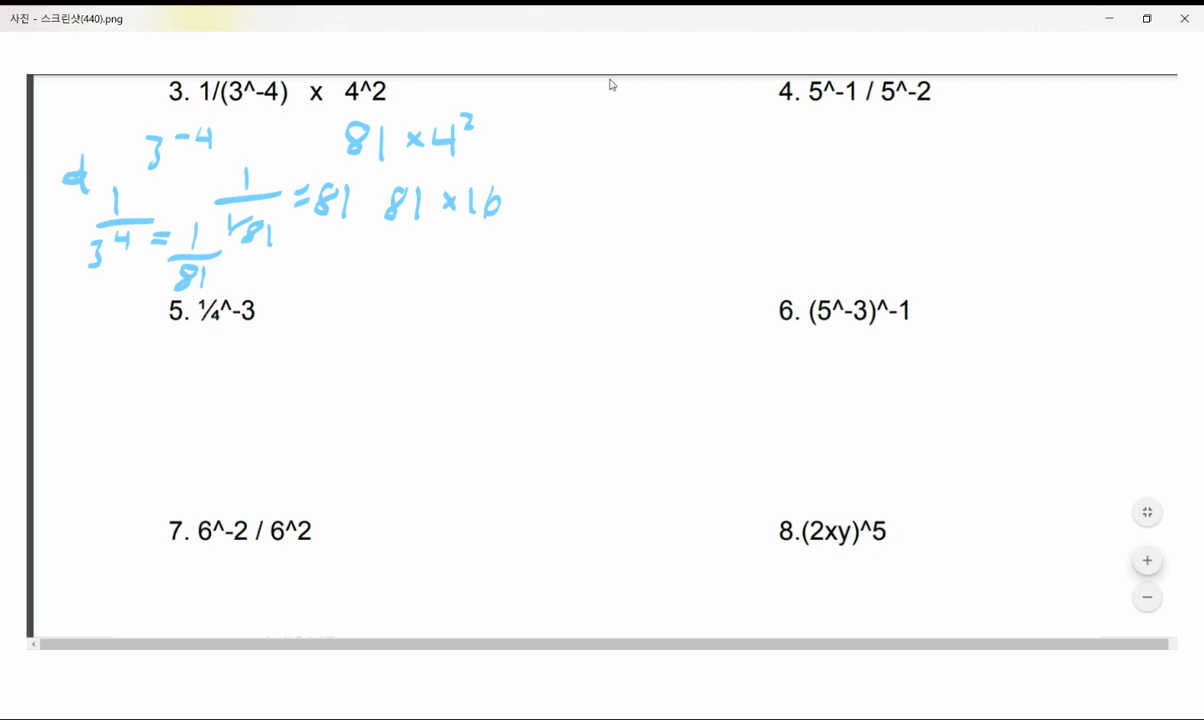 사진 - 스크린샷(440).png
3. 1/(3^-4) x 4^2
4. 5^-1 / 5^-2
3^-4
81 × 4^2
1/3^4 = 1/81
1/(1/81) = 81
81 × 16
5. ¼^-3
6. (5^-3)^-1
7. 6^-2 / 6^2
8.(2xy)^5